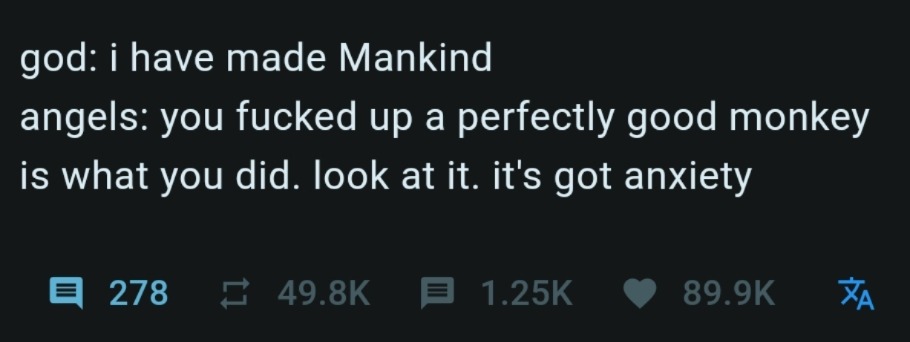 god: i have made Mankind
angels: you fucked up a perfectly good monkey
is what you did. look at it. it's got anxiety
278 49.8K 1.25K 89.9K